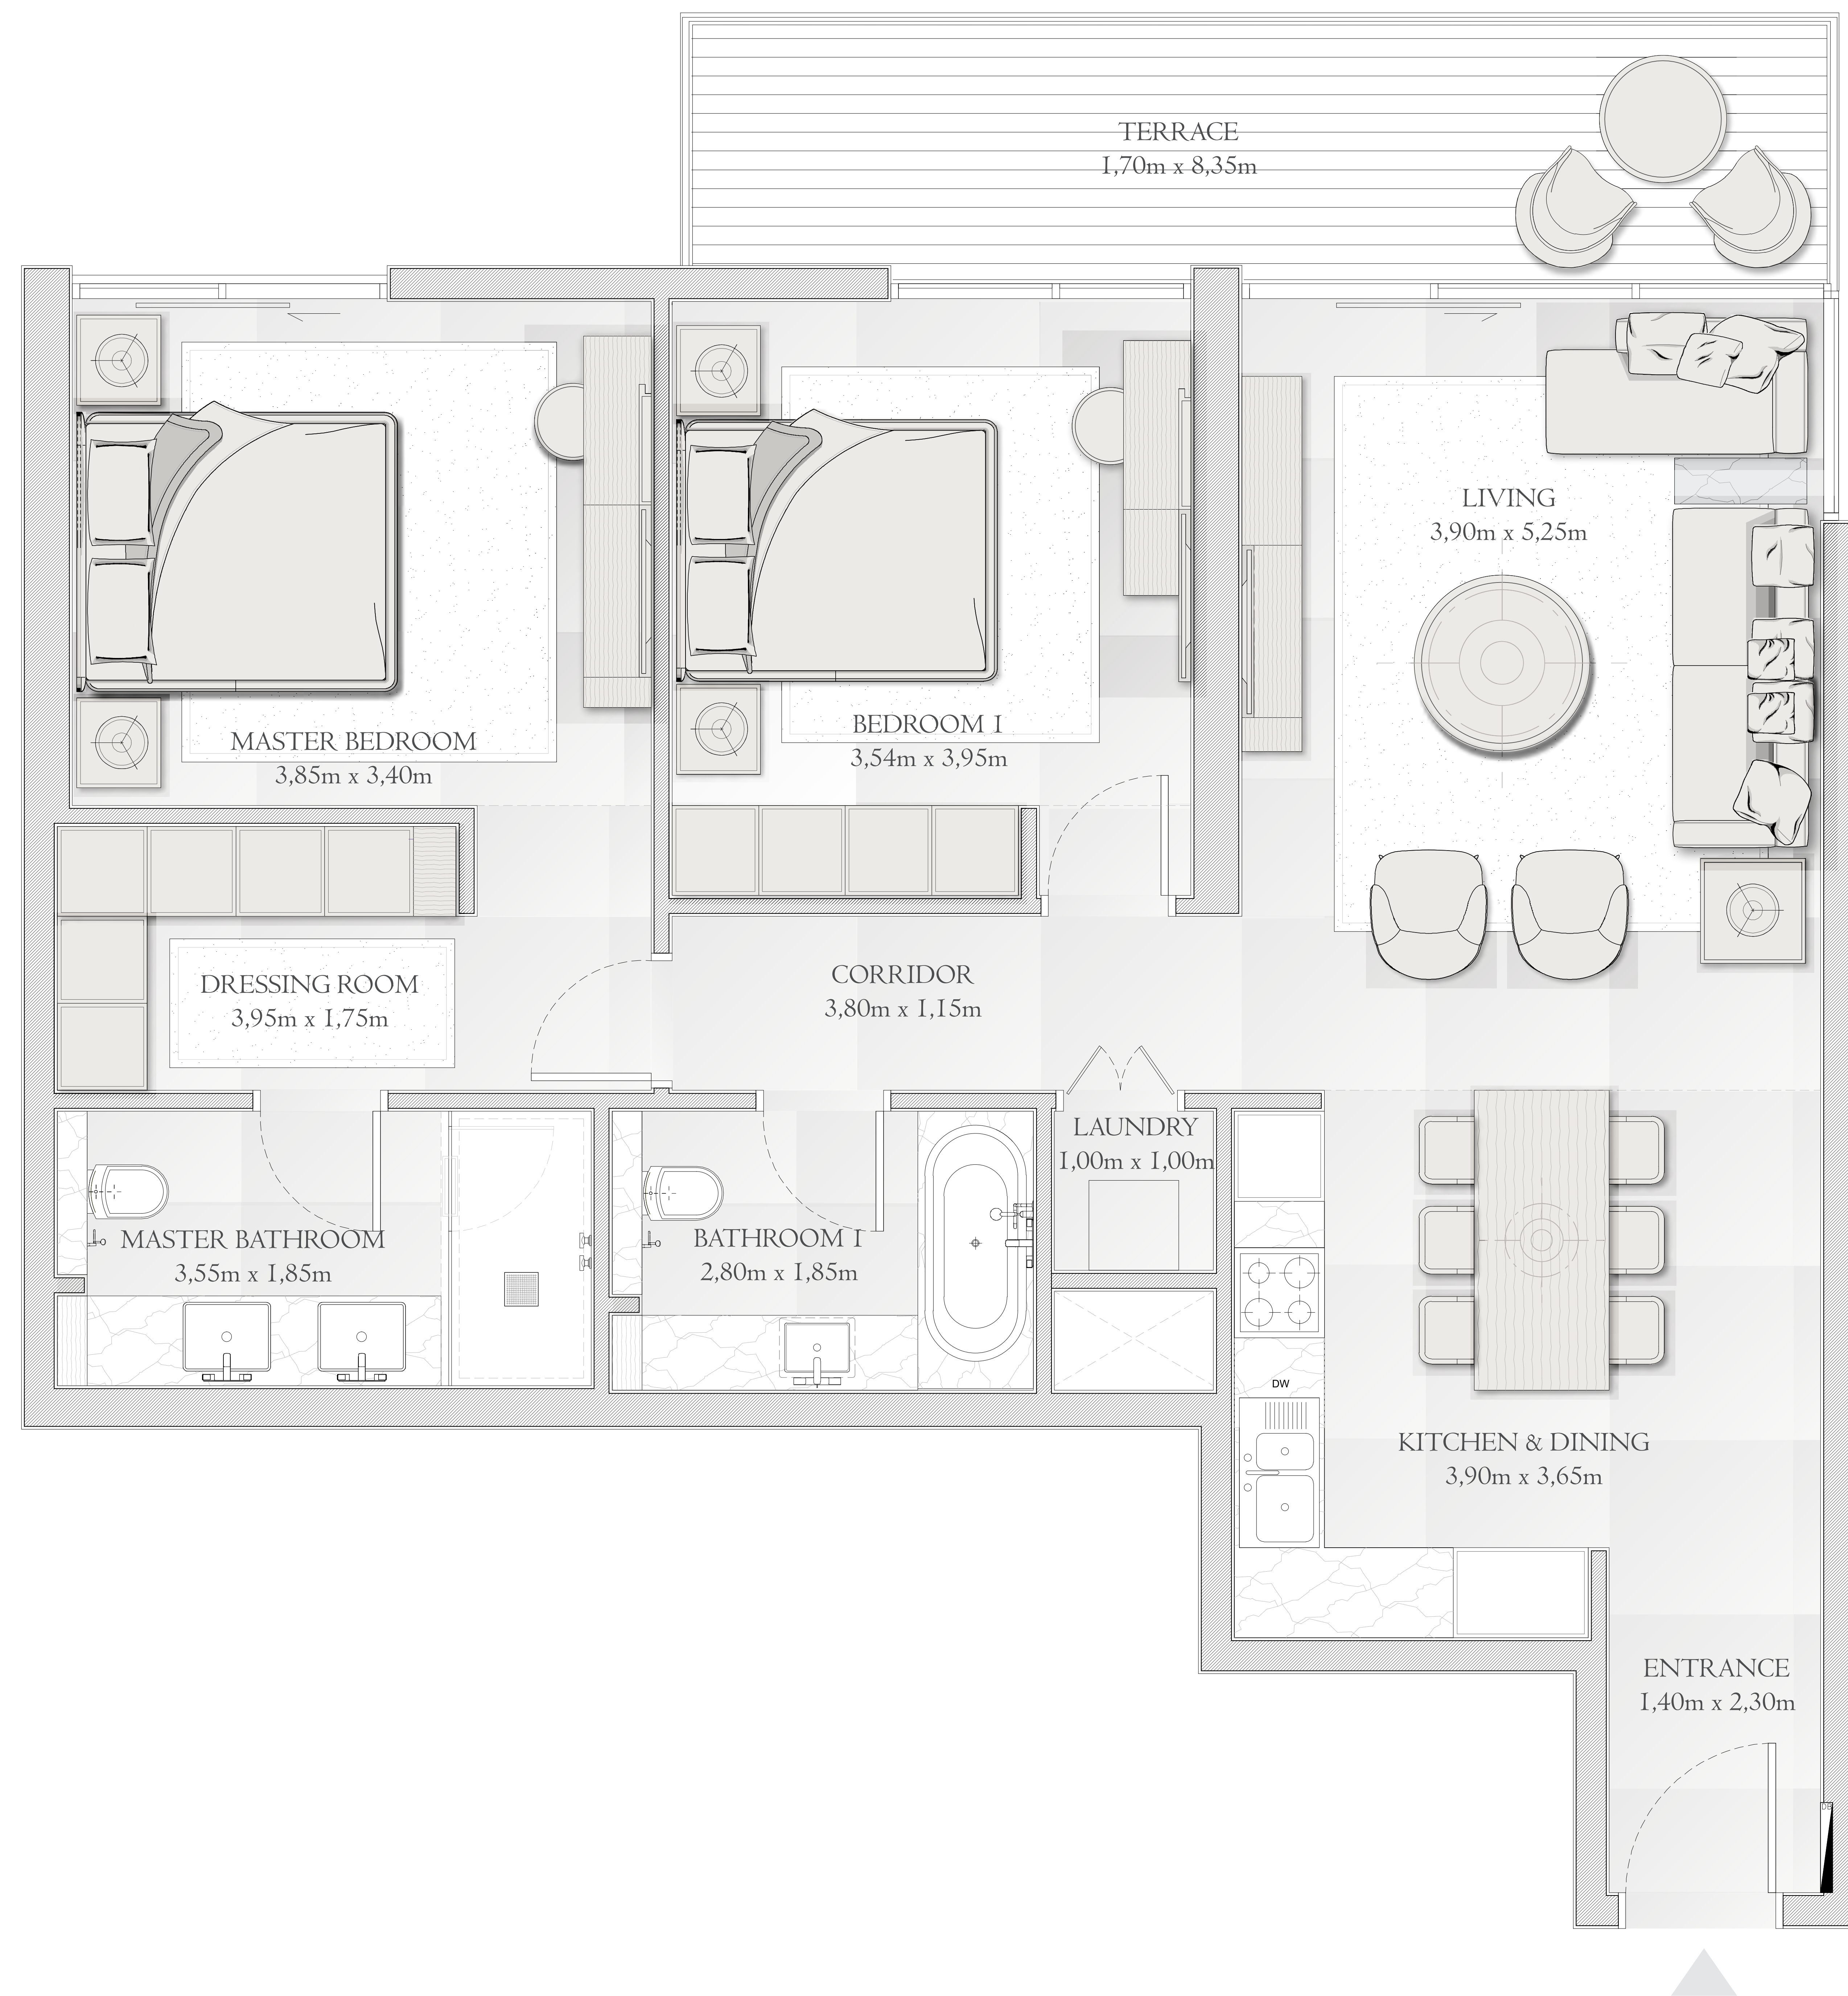 TERRACE
1,70m x 8,35m
LIVING
3,90m x 5,25m
MASTER BEDROOM
3,85m x 3,40m
BEDROOM 1
3,54m x 3,95m
DRESSING ROOM
3,95m x 1,75m
CORRIDOR
3,80m x 1,15m
LAUNDRY
1,00m x 1,00m
MASTER BATHROOM
3,55m x 1,85m
BATHROOM 1
2,80m x 1,85m
DW
KITCHEN & DINING
3,90m x 3,65m
ENTRANCE
1,40m x 2,30m
DB